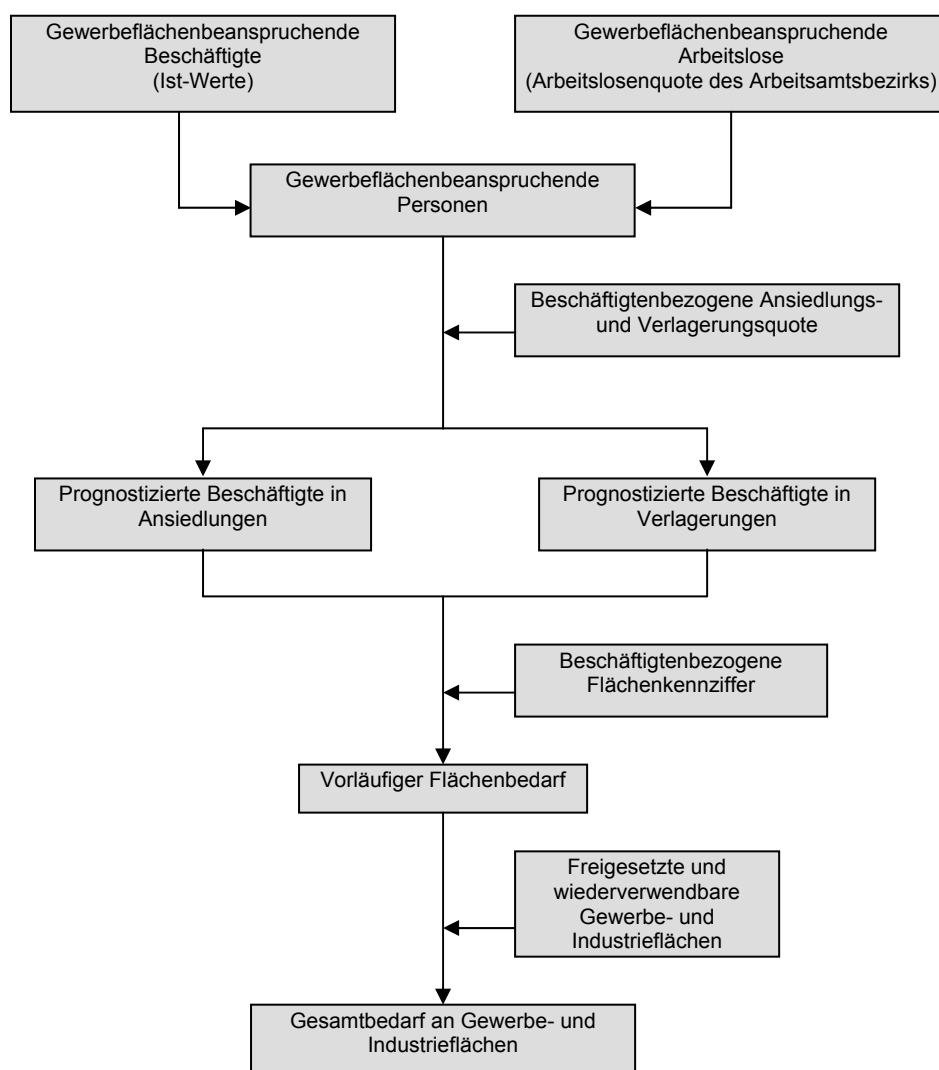 Gewerbeflächenbeanspruchende
Beschäftigte
(Ist-Werte)
Gewerbeflächenbeanspruchende
Arbeitslose
(Arbeitslosenquote des Arbeitsamtsbezirks)
Gewerbeflächenbeanspruchende
Personen
Beschäftigtenbezogene Ansiedlungs-
und Verlagerungsquote
Prognostizierte Beschäftigte in
Ansiedlungen
Prognostizierte Beschäftigte in
Verlagerungen
Beschäftigtenbezogene
Flächenkennziffer
Vorläufiger Flächenbedarf
Freigesetzte und
wiederverwendbare
Gewerbe- und
Industrieflächen
Gesamtbedarf an Gewerbe- und
Industrieflächen